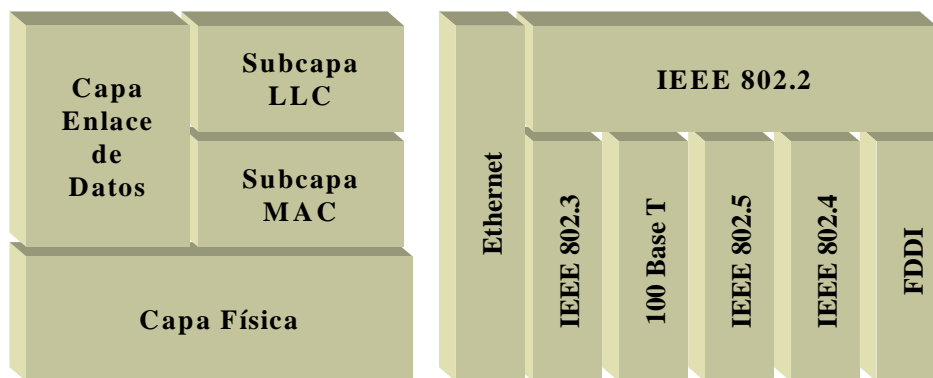 Capa
Enlace
de
Datos
Subcapa
LLC
Subcapa
MAC
Capa Física
Ethernet
IEEE 802.2
IEEE 802.3
100 Base T
IEEE 802.5
IEEE 802.4
FDDI